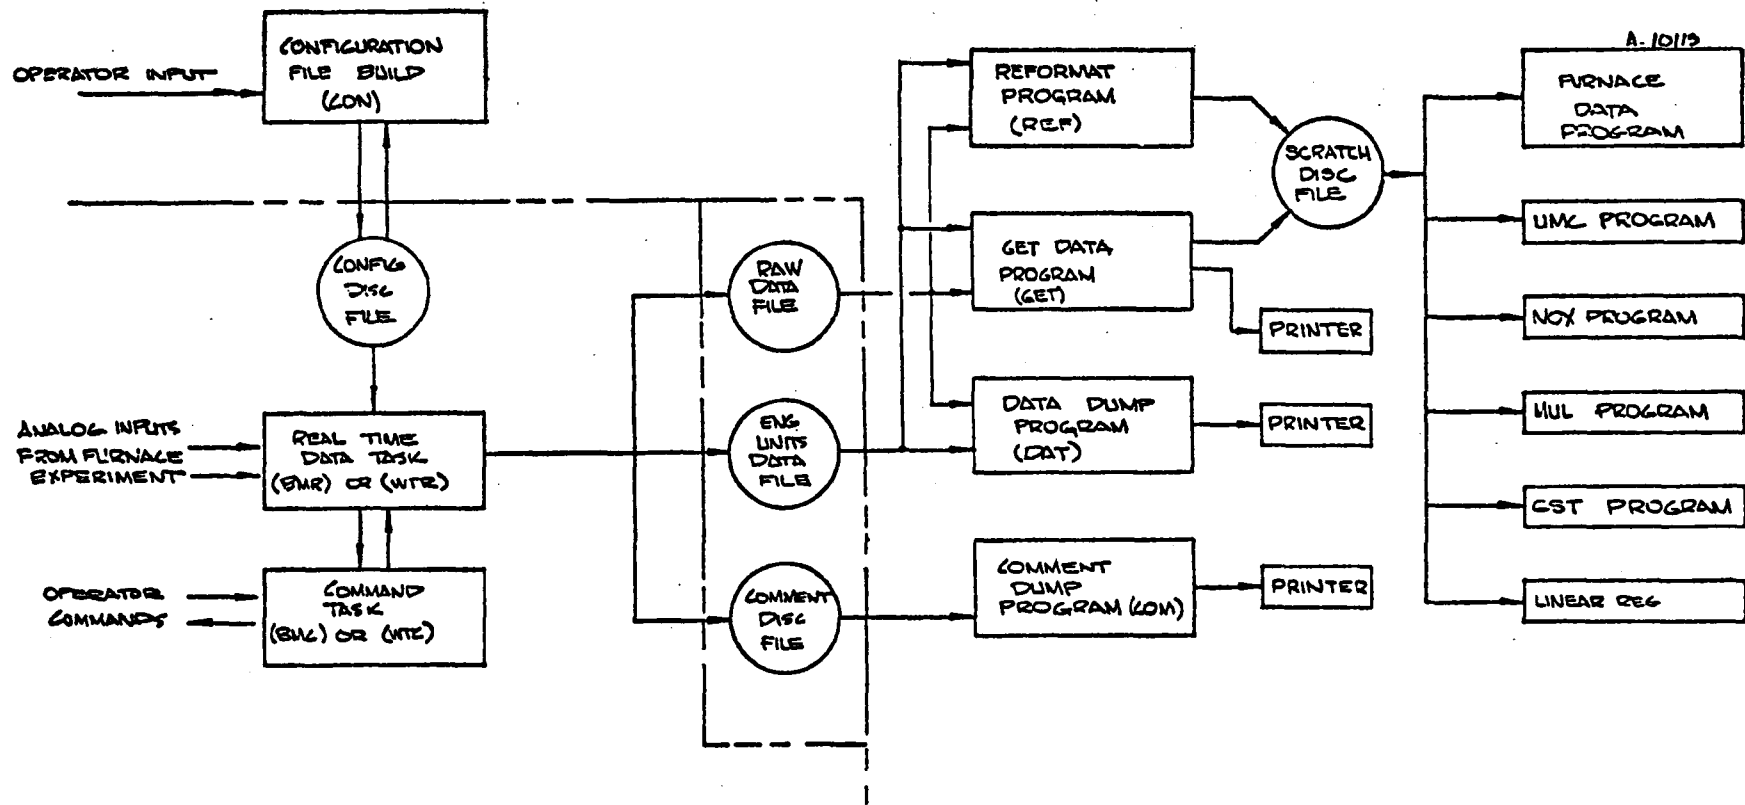 CONFIGURATION
FILE BUILD
(CON)
OPERATOR INPUT
CONFIG
DISC
FILE
ANALOG INPUTS
FROM FURNACE
EXPERIMENT
REAL TIME
DATA TASK
(BMR) OR (WTR)
OPERATOR
COMMANDS
COMMAND
TASK
(BMC) OR (WTC)
RAW
DATA
FILE
ENG
UNITS
DATA
FILE
COMMENT
DISC
FILE
REFORMAT
PROGRAM
(REF)
GET DATA
PROGRAM
(GET)
PRINTER
DATA DUMP
PROGRAM
(DAT)
PRINTER
COMMENT
DUMP
PROGRAM (COM)
PRINTER
SCRATCH
DISC
FILE
A-10119
FURNACE
DATA
PROGRAM
UMC PROGRAM
NOX PROGRAM
PROGRAM
PROGRAM
LINEAR REG